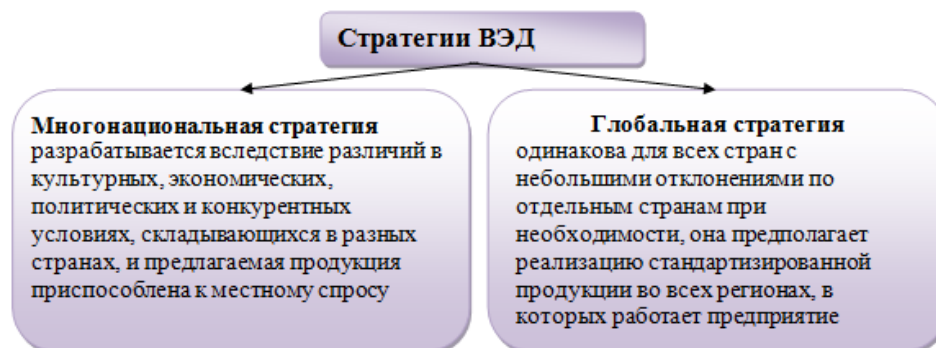 Стратегии ВЭД
Многонациональная стратегия
разрабатывается вследствие различий в
культурных, экономических,
политических и конкурентных
условиях, складывающихся в разных
странах, и предлагаемая продукция
приспособлена к местному спросу
Глобальная стратегия
одинакова для всех стран с
небольшими отклонениями по
отдельным странам при
необходимости, она предполагает
реализацию стандартизированной
продукции во всех регионах, в
которых работает предприятие